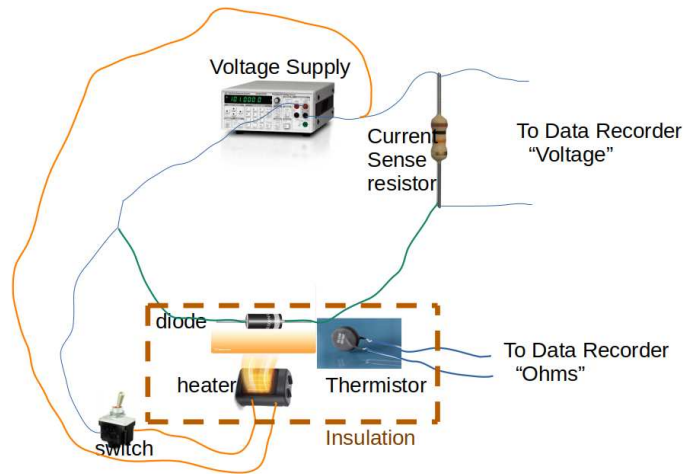 Voltage Supply
Current
Sense
resistor
To Data Recorder
“Voltage”
diode
heater
Thermistor
To Data Recorder
“Ohms”
switch
Insulation